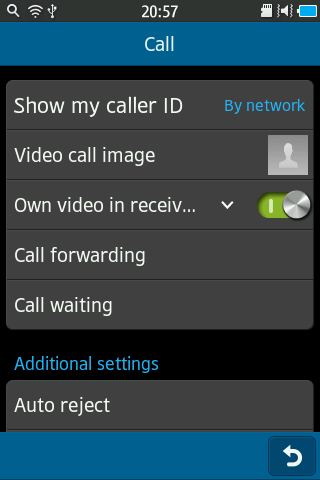 20:57
Call
Show my caller ID By network
Video call image
Own video in receiv...
Call forwarding
Call waiting
Additional settings
Auto reject